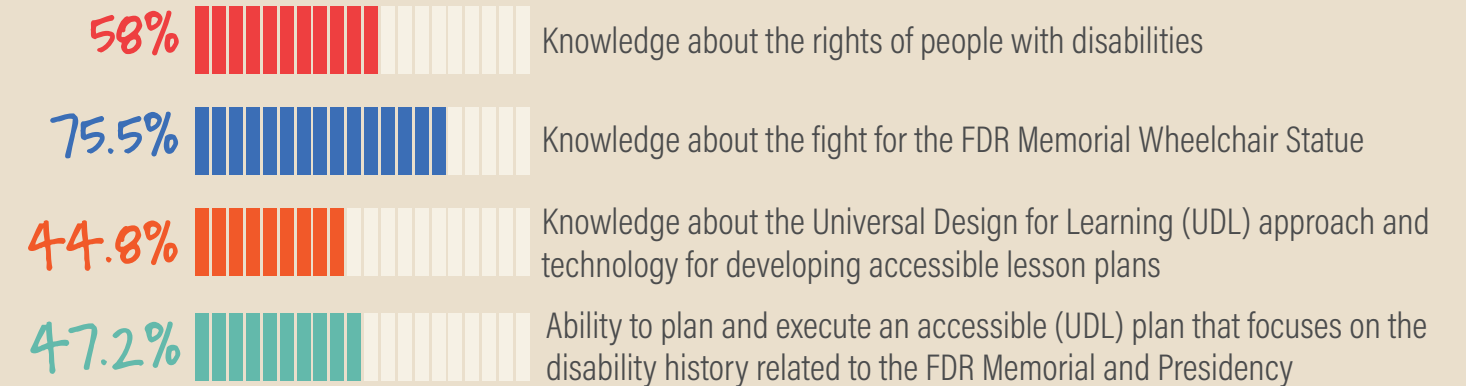 58%
Knowledge about the rights of people with disabilities
75.5%
Knowledge about the fight for the FDR Memorial Wheelchair Statue
44.8%
Knowledge about the Universal Design for Learning (UDL) approach and
technology for developing accessible lesson plans
47.2%
Ability to plan and execute an accessible (UDL) plan that focuses on the
disability history related to the FDR Memorial and Presidency